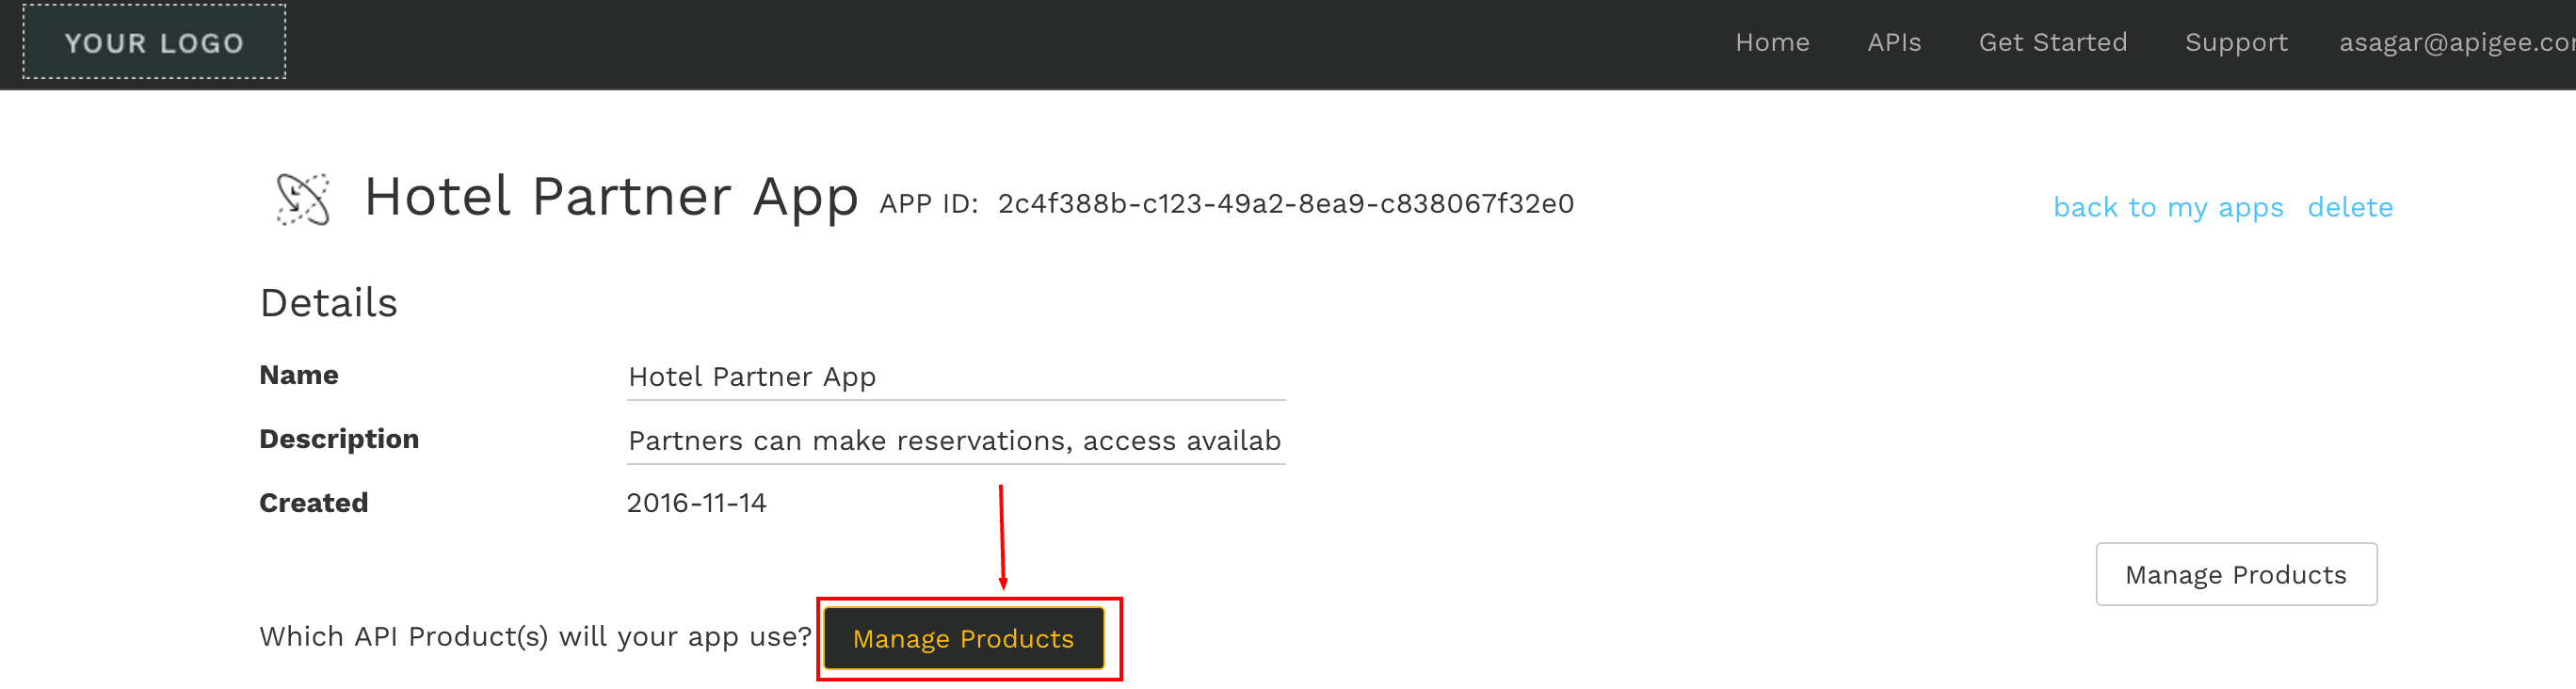 YOUR LOGO
Home APIs Get Started Support asagar@apigee.co
Hotel Partner App APP ID: 2c4f388b-c123-49a2-8ea9-c838067f32e0
back to my apps delete
Details
Name Hotel Partner App
Description Partners can make reservations, access availab
Created 2016-11-14
Manage Products
Which API Product(s) will your app use? Manage Products